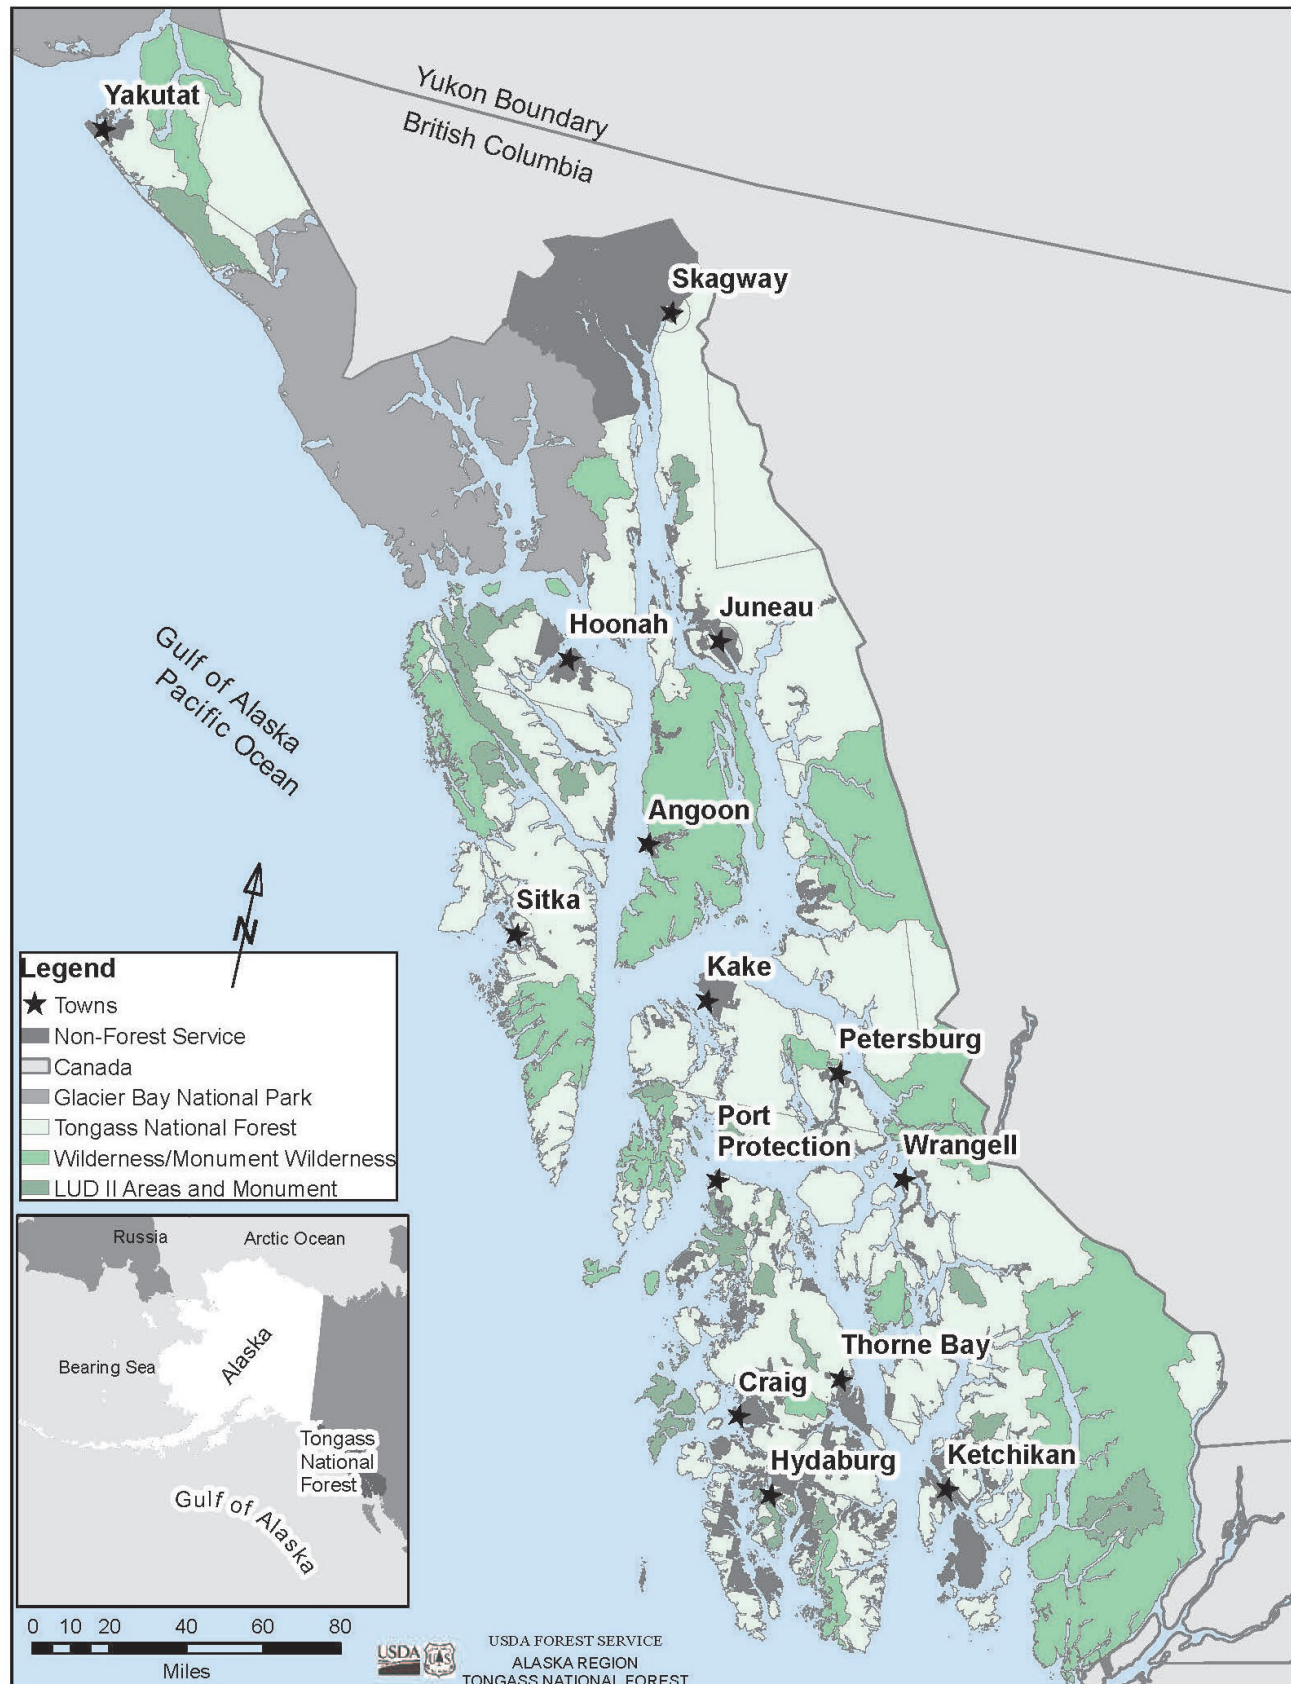 Yukon Boundary
British Columbia
Yakutat
Skagway
Juneau
Hoonah
Gulf of Alaska
Pacific Ocean
Angoon
Sitka
N
Kake
Petersburg
Port
Protection
Wrangell
Thorne Bay
Craig
Hydaburg
Ketchikan
Legend
Towns
Non-Forest Service
Canada
Glacier Bay National Park
Tongass National Forest
Wilderness/Monument Wilderness
LUD II Areas and Monument
Russia
Arctic Ocean
Bearing Sea
Alaska
Tongass
National
Forest
Gulf of Alaska
0 10 20 40 60 80
Miles
USDA
U S
USDA FOREST SERVICE
ALASKA REGION
TONGASS NATIONAL FOREST